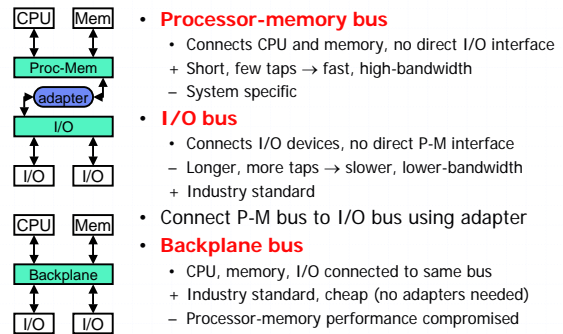 CPU Mem
Proc-Mem
adapter
I/O
I/O I/O
CPU Mem
Backplane
I/O I/O
• Processor-memory bus
• Connects CPU and memory, no direct I/O interface
+ Short, few taps → fast, high-bandwidth
– System specific
• I/O bus
• Connects I/O devices, no direct P-M interface
– Longer, more taps → slower, lower-bandwidth
+ Industry standard
• Connect P-M bus to I/O bus using adapter
• Backplane bus
• CPU, memory, I/O connected to same bus
+ Industry standard, cheap (no adapters needed)
– Processor-memory performance compromised